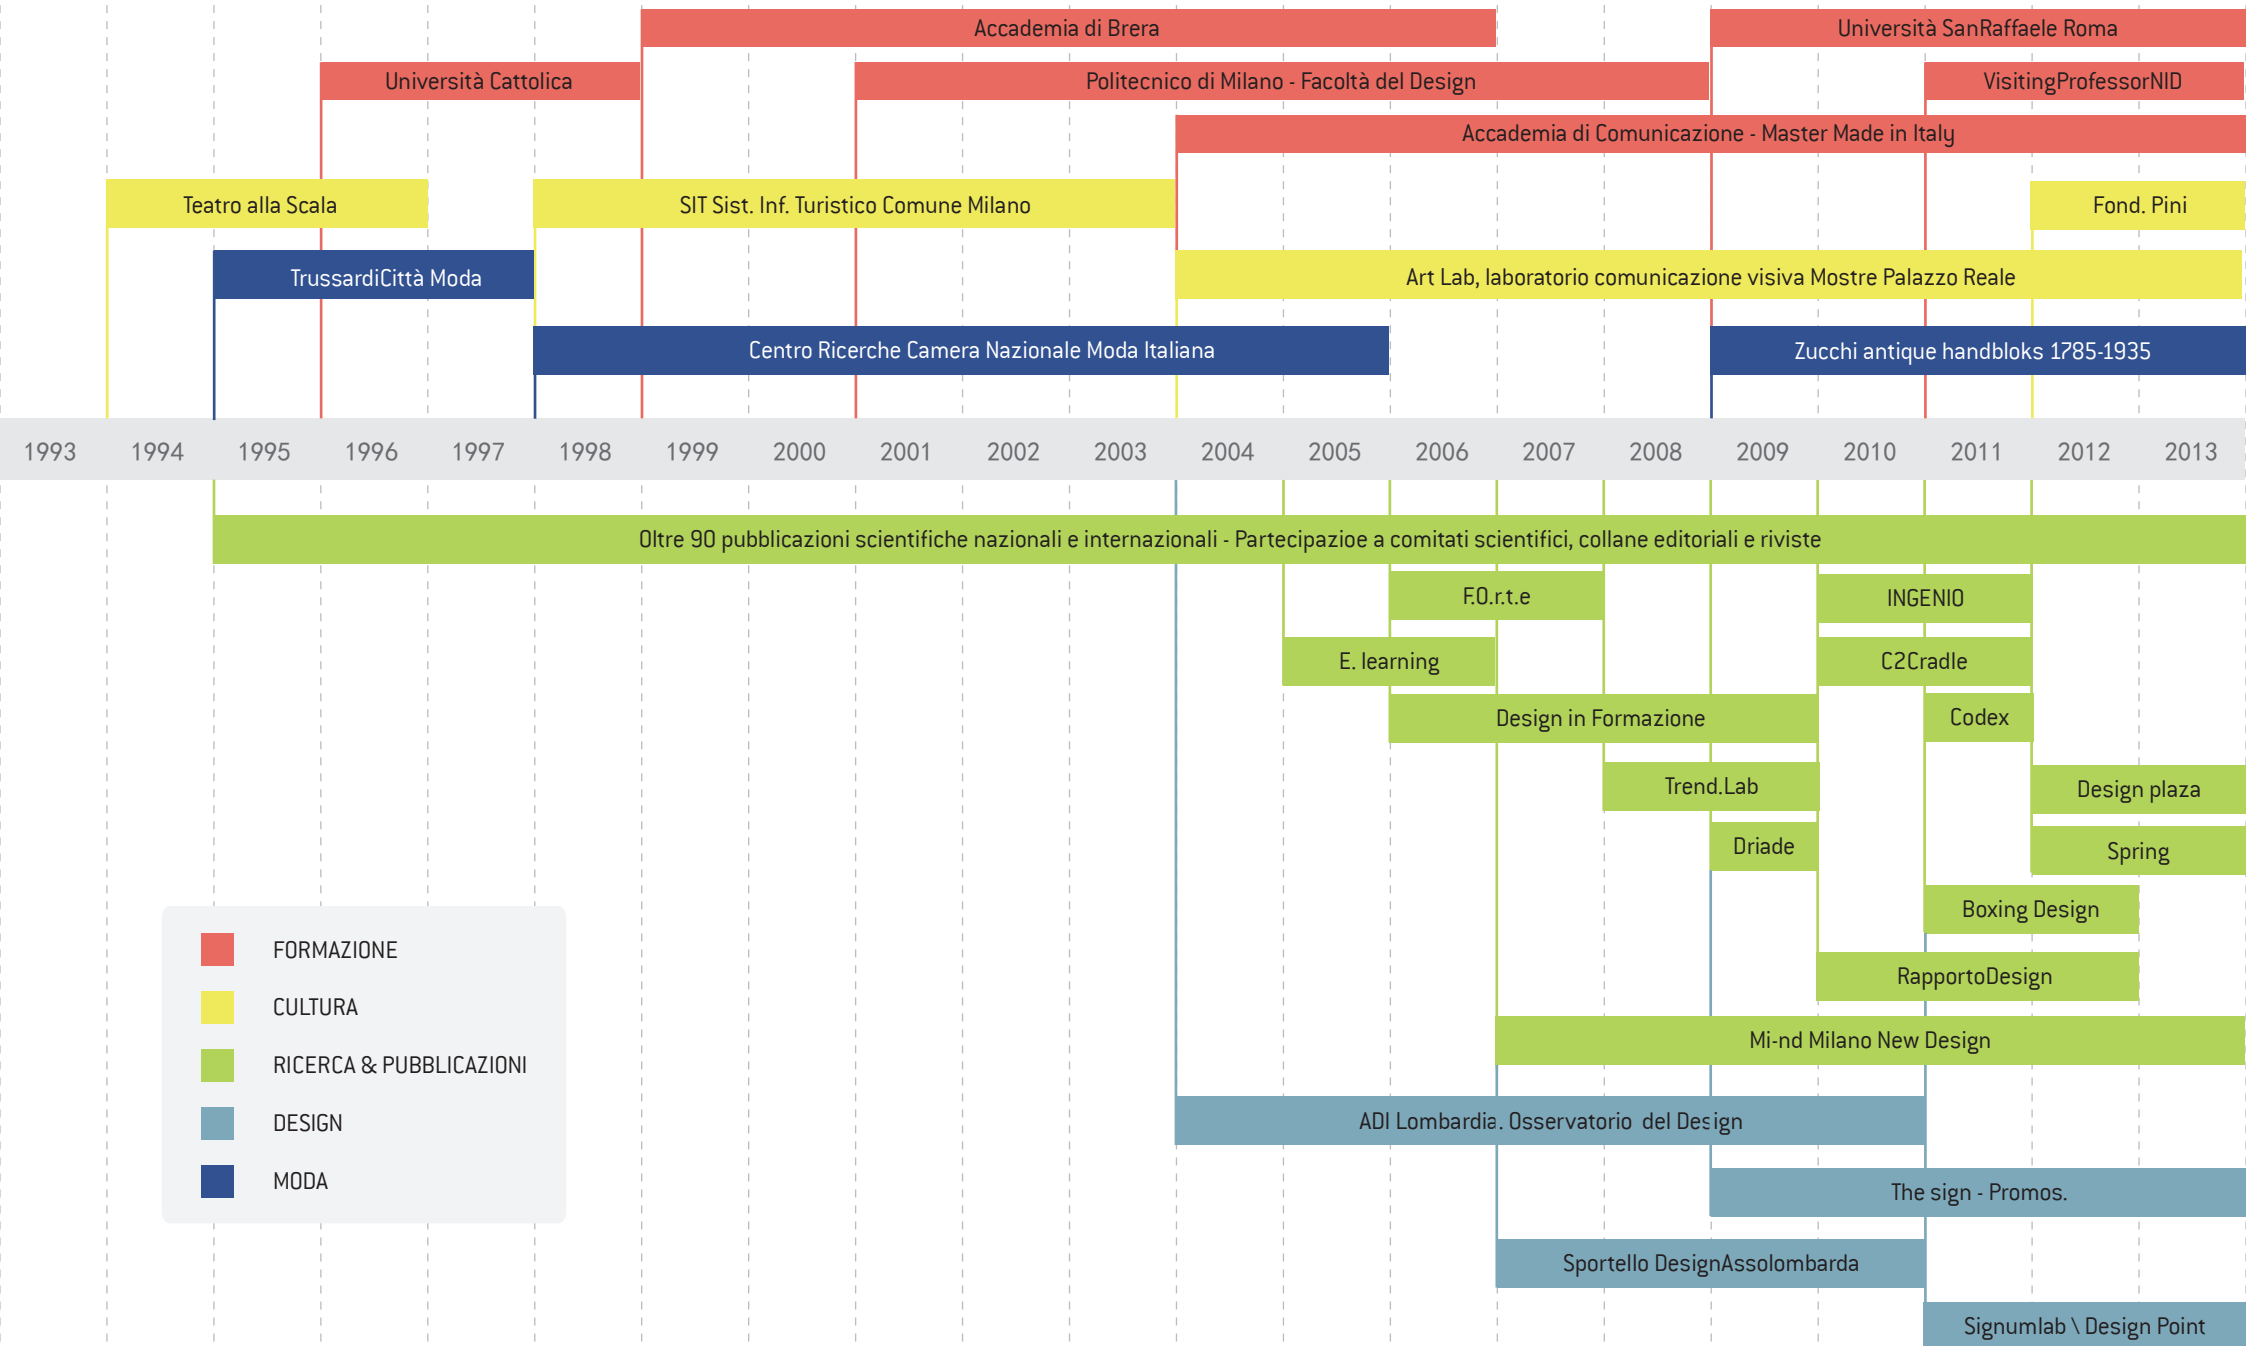 Accademia di Brera
Università SanRaffaele Roma
Università Cattolica
Politecnico di Milano - Facoltà del Design
VisitingProfessorNID
Accademia di Comunicazione - Master Made in Italy
Teatro alla Scala
SIT Sist. Inf. Turistico Comune Milano
Fond. Pini
TrussardiCittà Moda
Art Lab, laboratorio comunicazione visiva Mostre Palazzo Reale
Centro Ricerche Camera Nazionale Moda Italiana
Zucchi antique handbloks 1785-1935
1993 1994 1995 1996 1997 1998 1999 2000 2001 2002 2003 2004 2005 2006 2007 2008 2009 2010 2011 2012 2013
Oltre 90 pubblicazioni scientifiche nazionali e internazionali - Partecipazioe a comitati scientifici, collane editoriali e riviste
F.O.r.t.e
INGENIO
E. learning
C2Cradle
Design in Formazione
Codex
Trend.Lab
Design plaza
Driade
Spring
Boxing Design
RapportoDesign
Mi-nd Milano New Design
ADI Lombardia. Osservatorio del Design
The sign - Promos.
Sportello DesignAssolombarda
Signumlab \ Design Point
FORMAZIONE
CULTURA
RICERCA & PUBBLICAZIONI
DESIGN
MODA